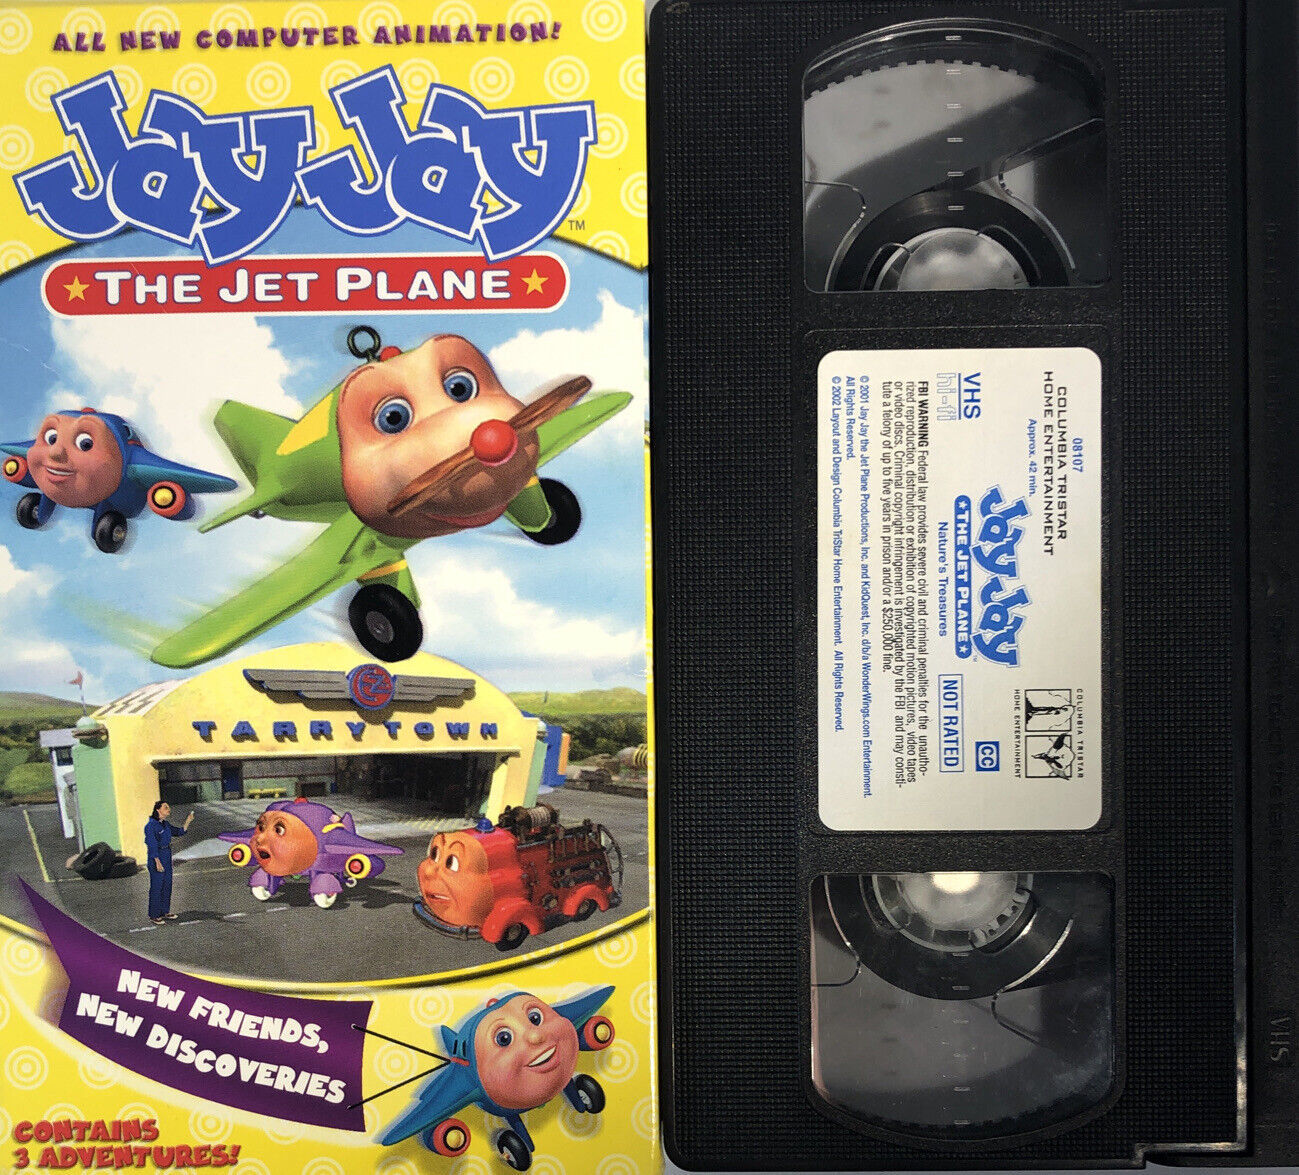 ALL NEW COMPUTER ANIMATION!
Jay Jay
™
THE JET PLANE
TARRYTOWN
NEW FRIENDS,
NEW DISCOVERIES
CONTAINS
3 ADVENTURES!
08107
COLUMBIA TRISTAR
HOME ENTERTAINMENT
Approx. 42 min.
Jay Jay
™
THE JET PLANE
Nature's Treasures
NOT RATED
CC
COLUMBIA TRISTAR
HOME ENTERTAINMENT
VHS
hi-fi
FBI WARNING Federal law provides severe civil and criminal penalties for the unautho-
rized reproduction, distribution or exhibition of copyrighted motion pictures, video tapes
or video discs. Criminal copyright infringement is investigated by the FBI and may consti-
tute a felony of up to five years in prison and/or a $250,000 fine.
© 2001 Jay Jay the Jet Plane Productions, Inc. and KidQuest, Inc. d/b/a WonderWings.com Entertainment.
All Rights Reserved.
© 2002 Layout and Design Columbia TriStar Home Entertainment. All Rights Reserved.
VHS